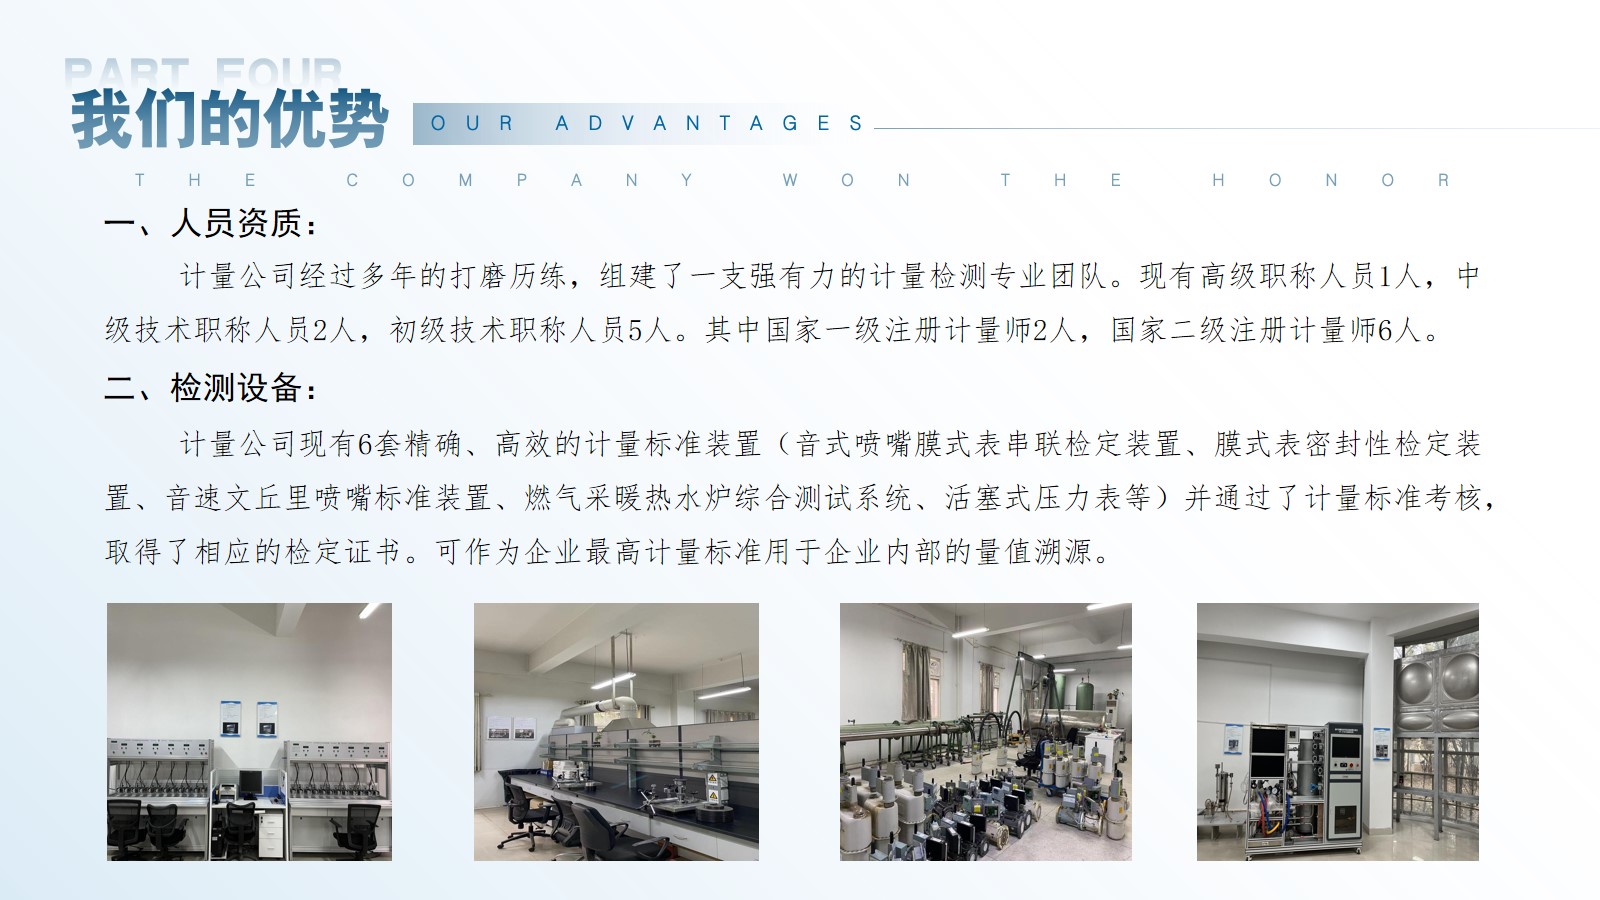 PART FOUR
我们的优势
OUR ADVANTAGES
THE COMPANY WON THE HONOR
一、人员资质：
计量公司经过多年的打磨历练，组建了一支强有力的计量检测专业团队。现有高级职称人员1人，中
级技术职称人员2人，初级技术职称人员5人。其中国家一级注册计量师2人，国家二级注册计量师6人。
二、检测设备：
计量公司现有6套精确、高效的计量标准装置（音式喷嘴膜式表串联检定装置、膜式表密封性检定装
置、音速文丘里喷嘴标准装置、燃气采暖热水炉综合测试系统、活塞式压力表等）并通过了计量标准考核，
取得了相应的检定证书。可作为企业最高计量标准用于企业内部的量值溯源。